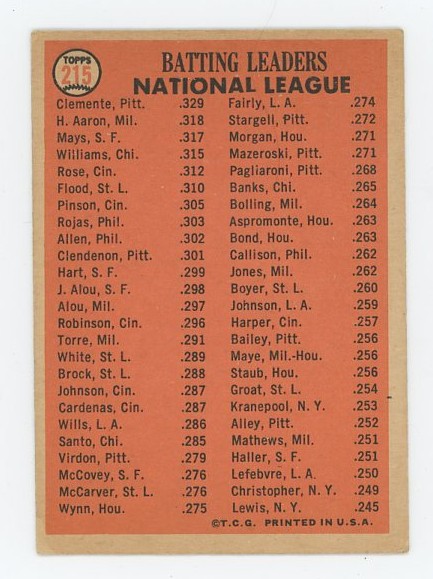 TOPPS
215
BATTING LEADERS
NATIONAL LEAGUE
Clemente, Pitt. .329
H. Aaron, Mil. .318
Mays, S. F. .317
Williams, Chi. .315
Rose, Cin. .312
Flood, St. L. .310
Pinson, Cin. .305
Rojas, Phil. .303
Allen, Phil. .302
Clendenon, Pitt. .301
Hart, S. F. .299
J. Alou, S. F. .298
Alou, Mil. .297
Robinson, Cin. .296
Torre, Mil. .291
White, St. L. .289
Brock, St. L. .288
Johnson, Cin. .287
Cardenas, Cin. .287
Wills, L. A. .286
Santo, Chi. .285
Virdon, Pitt. .279
McCovey, S. F. .276
McCarver, St. L. .276
Wynn, Hou. .275
Fairly, L. A. .274
Stargell, Pitt. .272
Morgan, Hou. .271
Mazeroski, Pitt. .271
Pagliaroni, Pitt. .268
Banks, Chi. .265
Bolling, Mil. .264
Aspromonte, Hou. .263
Bond, Hou. .263
Callison, Phil. .262
Jones, Mil. .262
Boyer, St. L. .260
Johnson, L. A. .259
Harper, Cin. .257
Bailey, Pitt. .256
Maye, Mil.-Hou. .256
Staub, Hou. .256
Groat, St. L. .254
Kranepool, N. Y. .253
Alley, Pitt. .252
Mathews, Mil. .251
Haller, S. F. .251
Lefebvre, L. A. .250
Christopher, N. Y. .249
Lewis, N. Y. .245
©T.C.G. PRINTED IN U.S.A.